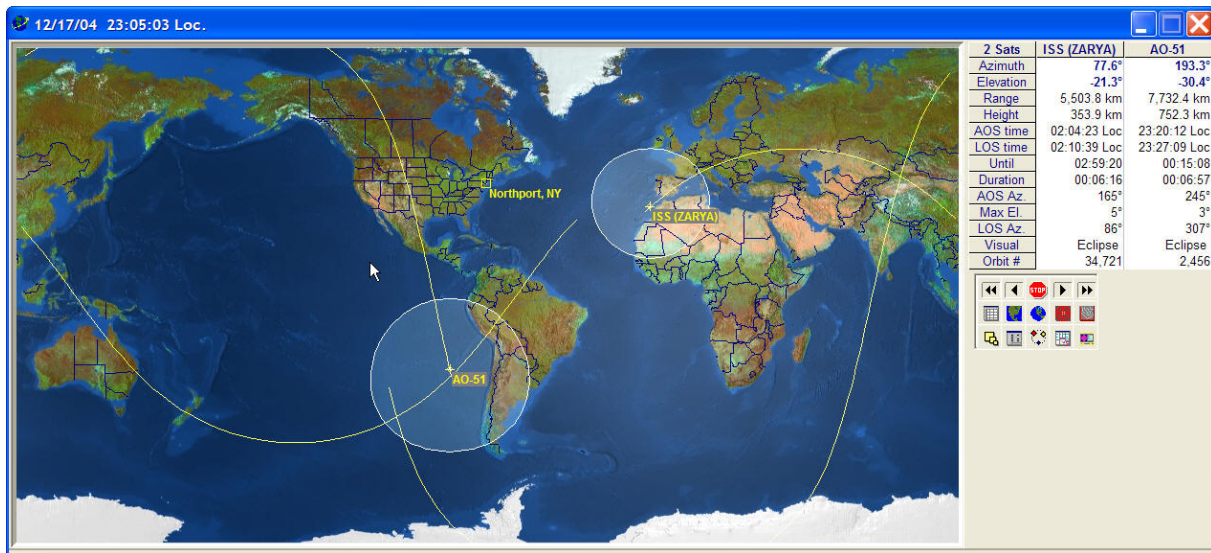 12/17/04 23:05:03 Loc.
2 Sats ISS (ZARYA) AO-51
Azimuth 77.6° 193.3°
Elevation -21.3° -30.4°
Range 5,503.8 km 7,732.4 km
Height 353.9 km 752.3 km
AOS time 02:04:23 Loc 23:20:12 Loc
LOS time 02:10:39 Loc 23:27:09 Loc
Until 02:59:20 00:15:08
Duration 00:06:16 00:06:57
AOS Az. 165° 245°
Max El. 5° 3°
LOS Az. 86° 307°
Visual Eclipse Eclipse
Orbit # 34,721 2,456
STOP
Northport, NY
ISS (ZARYA)
AO-51